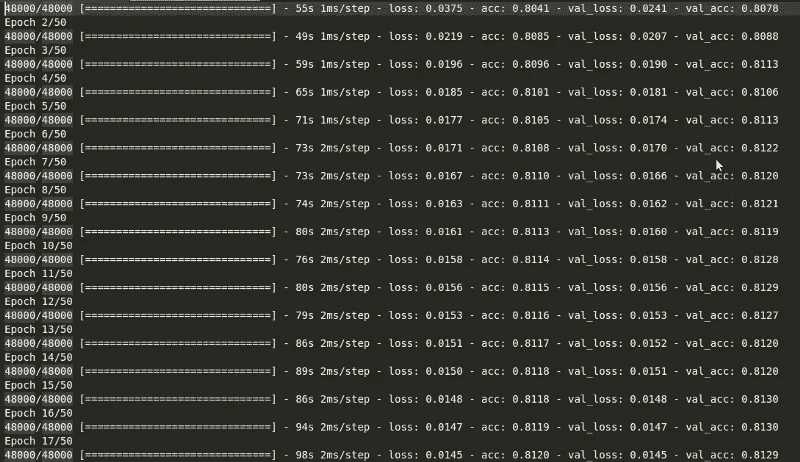 48000/48000 [==============================] - 55s 1ms/step - loss: 0.0375 - acc: 0.8041 - val_loss: 0.0241 - val_acc: 0.8078
Epoch 2/50
48000/48000 [==============================] - 49s 1ms/step - loss: 0.0219 - acc: 0.8085 - val_loss: 0.0207 - val_acc: 0.8088
Epoch 3/50
48000/48000 [==============================] - 59s 1ms/step - loss: 0.0196 - acc: 0.8096 - val_loss: 0.0190 - val_acc: 0.8113
Epoch 4/50
48000/48000 [==============================] - 65s 1ms/step - loss: 0.0185 - acc: 0.8101 - val_loss: 0.0181 - val_acc: 0.8106
Epoch 5/50
48000/48000 [==============================] - 71s 1ms/step - loss: 0.0177 - acc: 0.8105 - val_loss: 0.0174 - val_acc: 0.8113
Epoch 6/50
48000/48000 [==============================] - 73s 2ms/step - loss: 0.0171 - acc: 0.8108 - val_loss: 0.0170 - val_acc: 0.8122
Epoch 7/50
48000/48000 [==============================] - 73s 2ms/step - loss: 0.0167 - acc: 0.8110 - val_loss: 0.0166 - val_acc: 0.8120
Epoch 8/50
48000/48000 [==============================] - 74s 2ms/step - loss: 0.0163 - acc: 0.8111 - val_loss: 0.0162 - val_acc: 0.8121
Epoch 9/50
48000/48000 [==============================] - 80s 2ms/step - loss: 0.0161 - acc: 0.8113 - val_loss: 0.0160 - val_acc: 0.8119
Epoch 10/50
48000/48000 [==============================] - 76s 2ms/step - loss: 0.0158 - acc: 0.8114 - val_loss: 0.0158 - val_acc: 0.8128
Epoch 11/50
48000/48000 [==============================] - 80s 2ms/step - loss: 0.0156 - acc: 0.8115 - val_loss: 0.0156 - val_acc: 0.8129
Epoch 12/50
48000/48000 [==============================] - 79s 2ms/step - loss: 0.0153 - acc: 0.8116 - val_loss: 0.0153 - val_acc: 0.8127
Epoch 13/50
48000/48000 [==============================] - 86s 2ms/step - loss: 0.0151 - acc: 0.8117 - val_loss: 0.0152 - val_acc: 0.8120
Epoch 14/50
48000/48000 [==============================] - 89s 2ms/step - loss: 0.0150 - acc: 0.8118 - val_loss: 0.0151 - val_acc: 0.8120
Epoch 15/50
48000/48000 [==============================] - 86s 2ms/step - loss: 0.0148 - acc: 0.8118 - val_loss: 0.0148 - val_acc: 0.8130
Epoch 16/50
48000/48000 [==============================] - 94s 2ms/step - loss: 0.0147 - acc: 0.8119 - val_loss: 0.0147 - val_acc: 0.8130
Epoch 17/50
48000/48000 [==============================] - 98s 2ms/step - loss: 0.0145 - acc: 0.8120 - val_loss: 0.0145 - val_acc: 0.8129